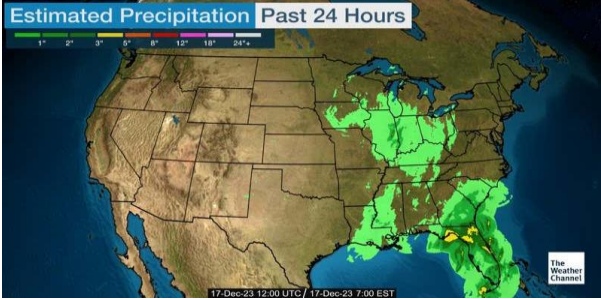 Estimated Precipitation Past 24 Hours
1" 2" 3" 5" 8" 12" 18" 24"+
The
Weather
Channel
17-Dec-23 12:00 UTC / 17-Dec-23 7:00 EST